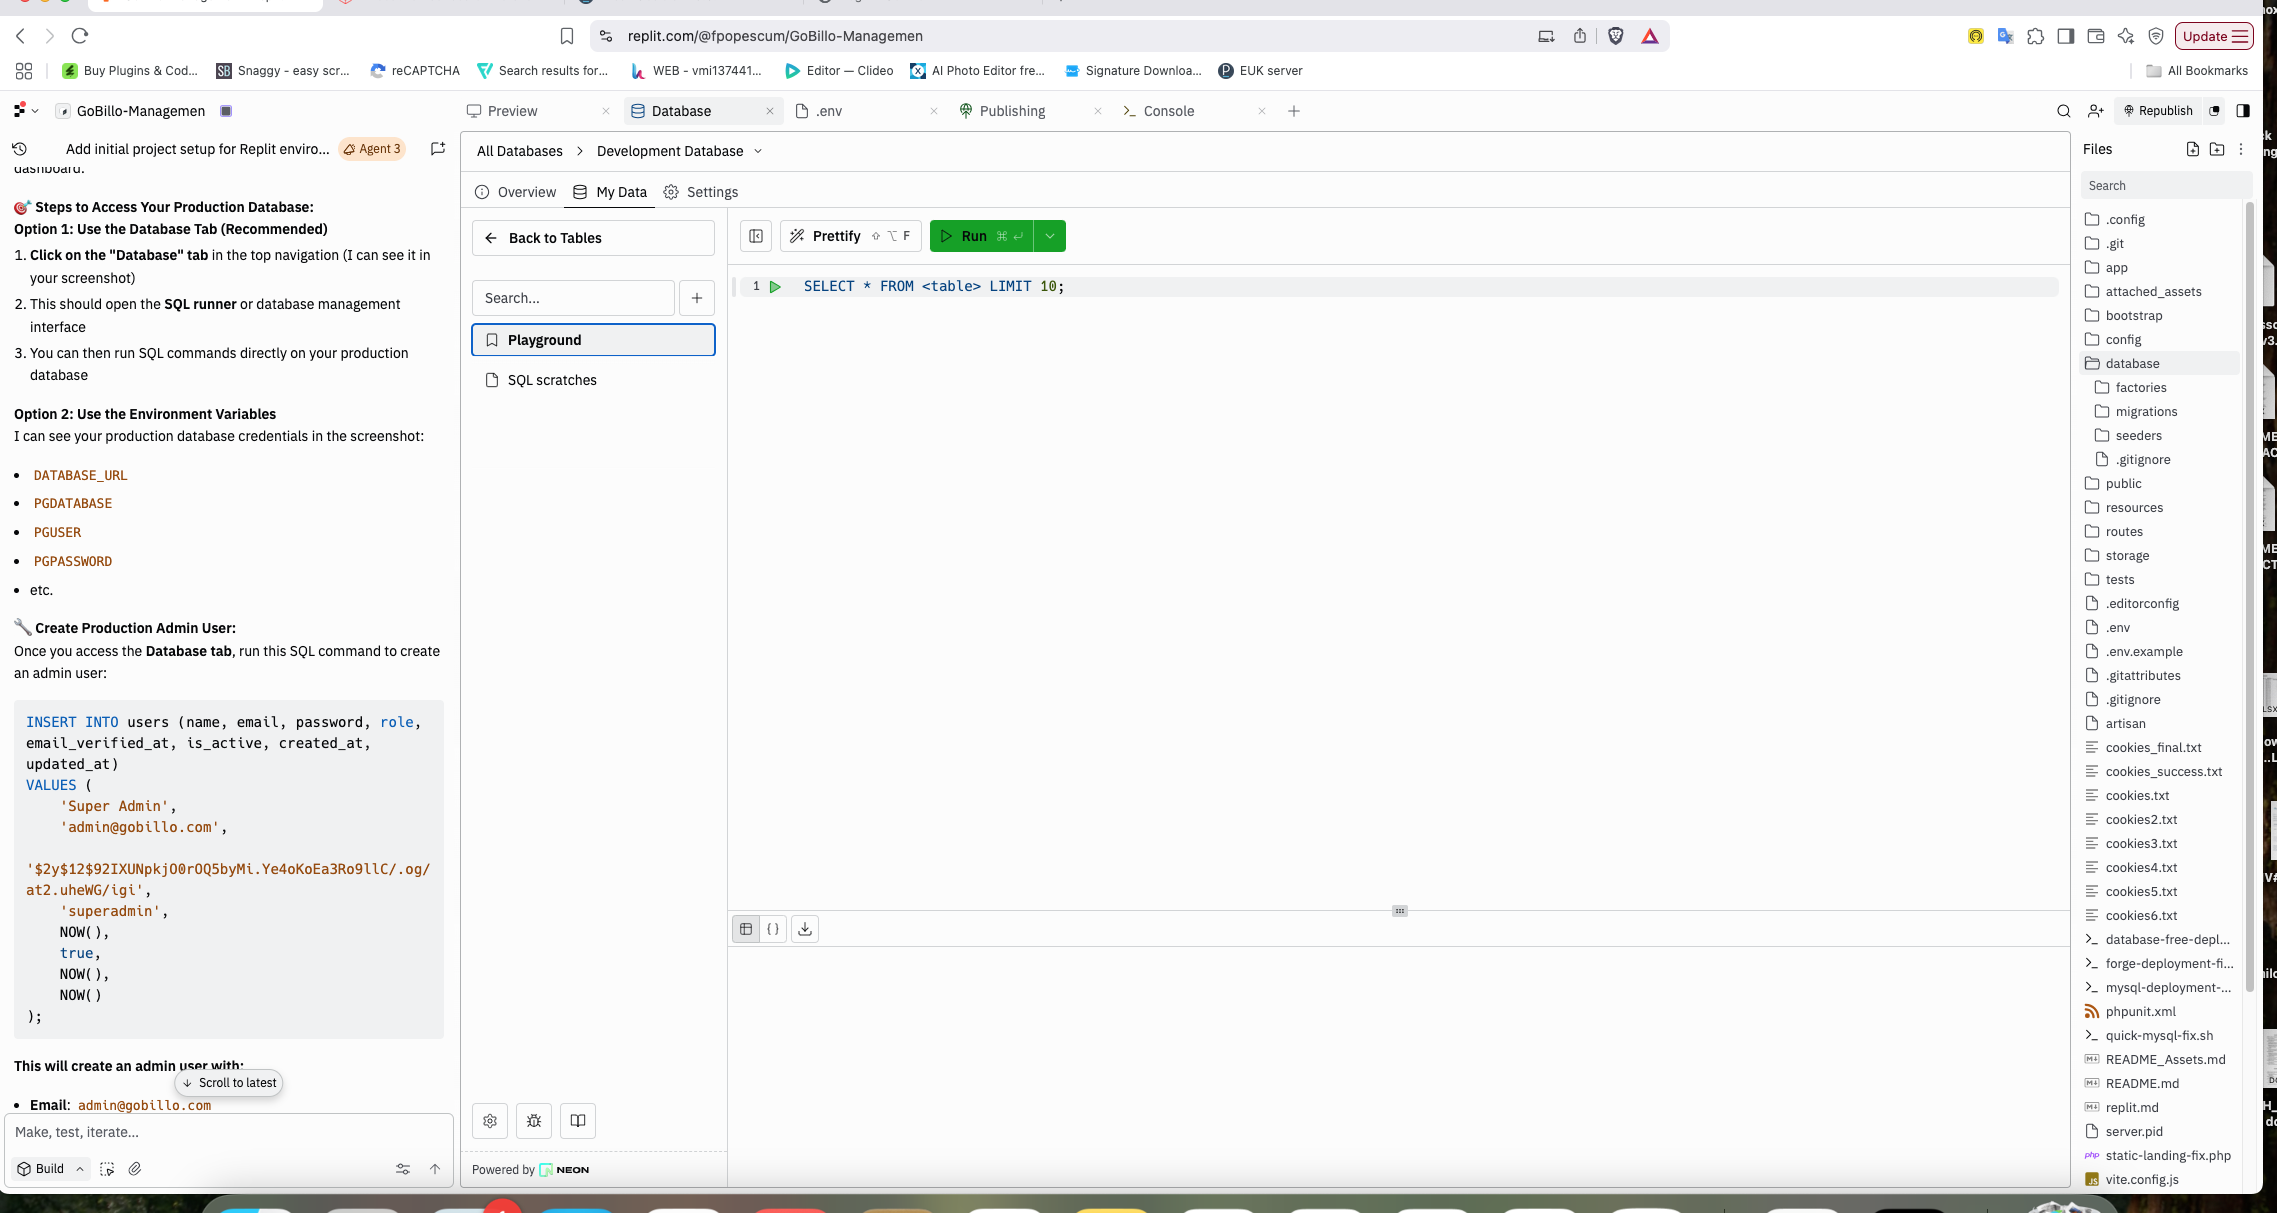 replit.com/@fpopescum/GoBillo-Managemen
Update
Buy Plugins & Cod...
SB Snaggy - easy scr...
reCAPTCHA
Search results for...
WEB - vmi137441...
Editor — Clideo
AI Photo Editor fre...
Signature Downloa...
EUK server
All Bookmarks
GoBillo-Managemen
Preview
Database
.env
Publishing
Console
Republish
Add initial project setup for Replit enviro...
Agent 3
dashboard.
🎯 Steps to Access Your Production Database:
Option 1: Use the Database Tab (Recommended)
1. Click on the "Database" tab in the top navigation (I can see it in
your screenshot)
2. This should open the SQL runner or database management
interface
3. You can then run SQL commands directly on your production
database
Option 2: Use the Environment Variables
I can see your production database credentials in the screenshot:
• DATABASE_URL
• PGDATABASE
• PGUSER
• PGPASSWORD
• etc.
🔧 Create Production Admin User:
Once you access the Database tab, run this SQL command to create
an admin user:
INSERT INTO users (name, email, password, role,
email_verified_at, is_active, created_at,
updated_at)
VALUES (
'Super Admin',
'admin@gobillo.com',
'$2y$12$92IXUNpkjO0rOQ5byMi.Ye4oKoEa3Ro9llC/.og/
at2.uheWG/igi',
'superadmin',
NOW(),
true,
NOW(),
NOW()
);
This will create an admin user with:
Scroll to latest
• Email: admin@gobillo.com
Make, test, iterate...
Build
All Databases > Development Database
Overview
My Data
Settings
Back to Tables
Search...
Playground
SQL scratches
Powered by NEON
Prettify ⇧ ⌥ F
Run ⌘ ↵
1 SELECT * FROM <table> LIMIT 10;
{ }
Files
Search
.config
.git
app
attached_assets
bootstrap
config
database
factories
migrations
seeders
.gitignore
public
resources
routes
storage
tests
.editorconfig
.env
.env.example
.gitattributes
.gitignore
artisan
cookies_final.txt
cookies_success.txt
cookies.txt
cookies2.txt
cookies3.txt
cookies4.txt
cookies5.txt
cookies6.txt
database-free-depl...
forge-deployment-fi...
mysql-deployment-...
phpunit.xml
quick-mysql-fix.sh
README_Assets.md
README.md
replit.md
server.pid
php static-landing-fix.php
JS vite.config.js